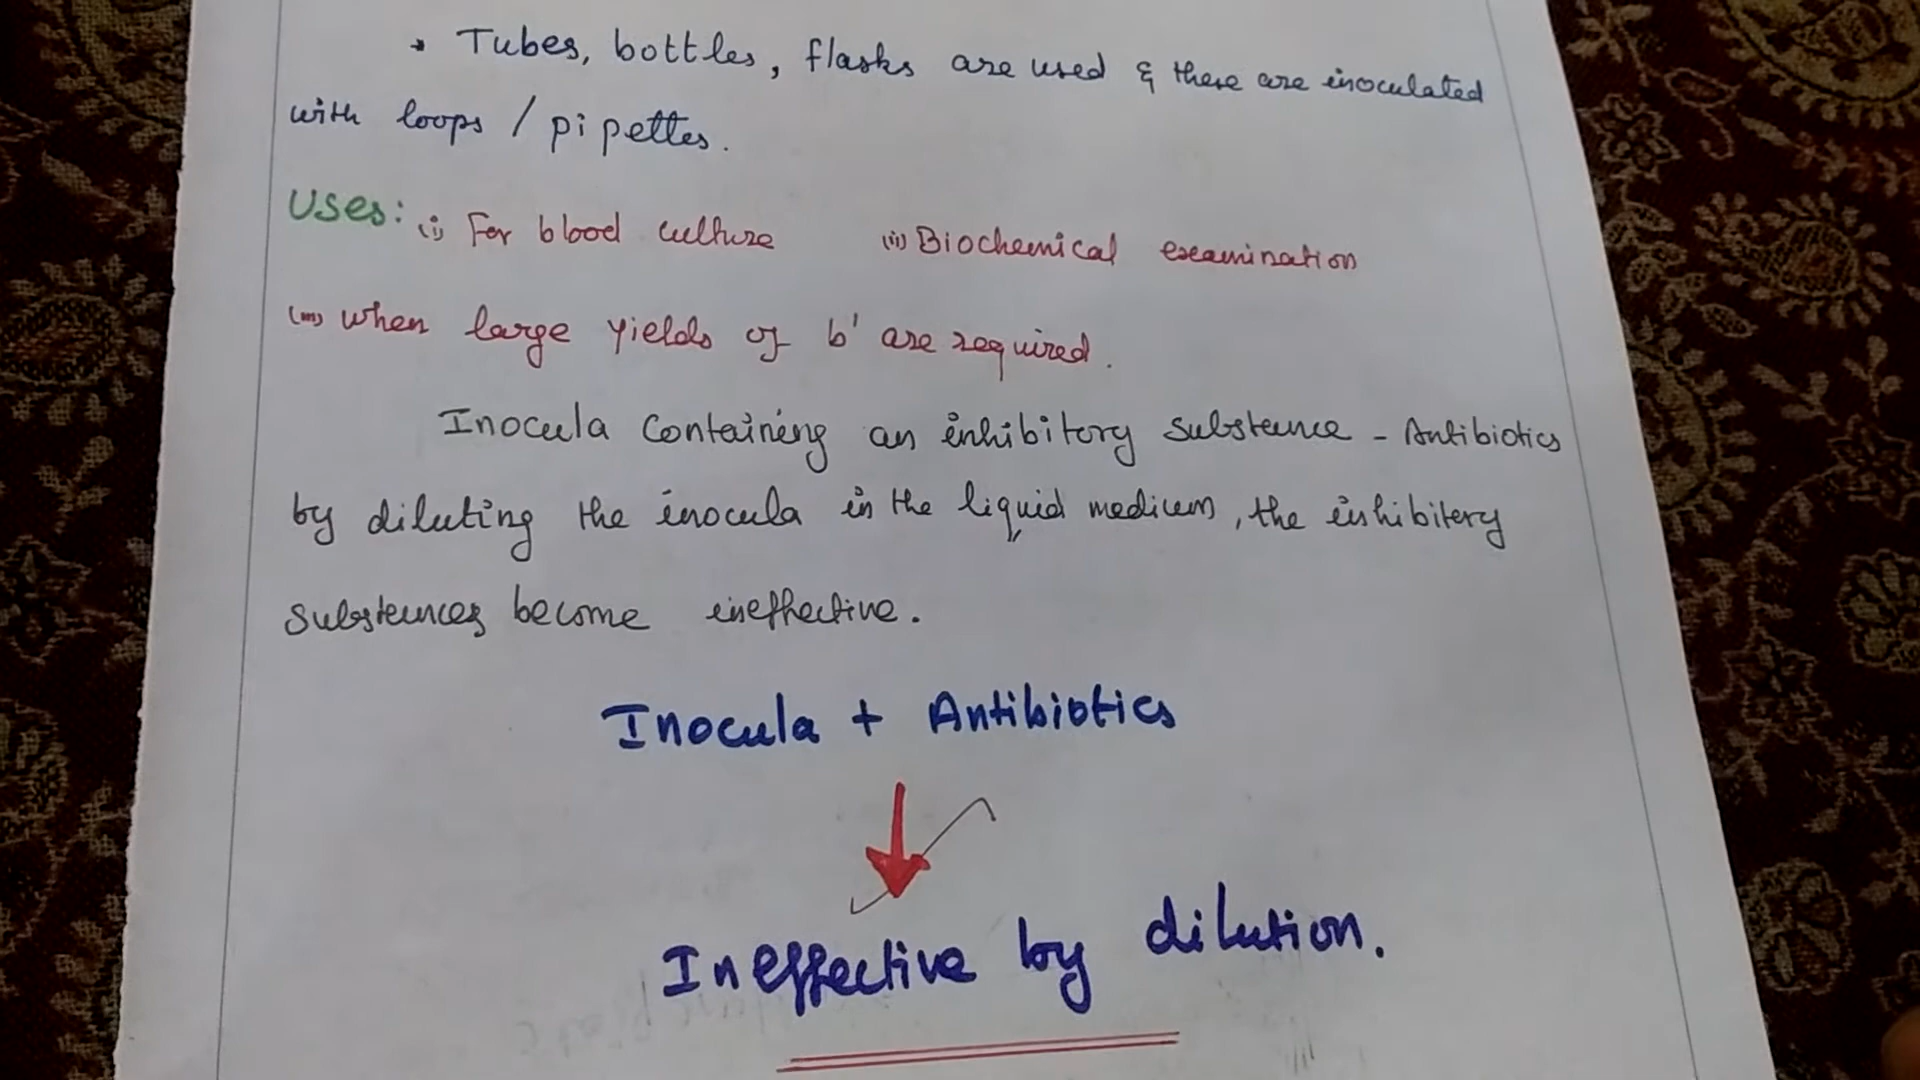 Tubes, bottles, flasks are used & these are inoculated
with loops / pipettes.
Uses: (i) For blood culture (ii) Biochemical examination
(iii) when large yields of b' are required.
Inocula containing an inhibitory substance - Antibiotics
by diluting the inocula in the liquid medium, the inhibitory
substances become ineffective.
Inocula + Antibiotics
Ineffective by dilution.